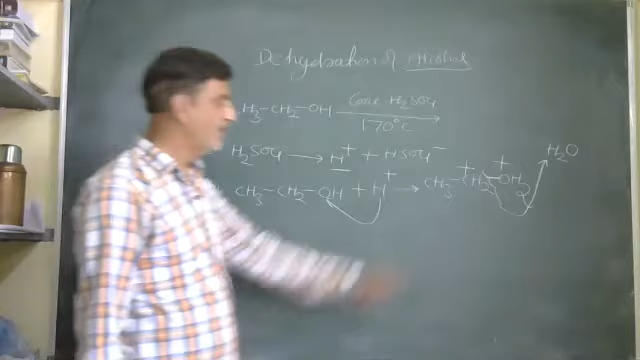 Dehydration of Alcohol
H3-CH2-OH Conc H2SO4
170°C
H2SO4 → H+ + HSO4-
CH3-CH2-OH + H+ → CH3-CH2-OH2 + + H2O